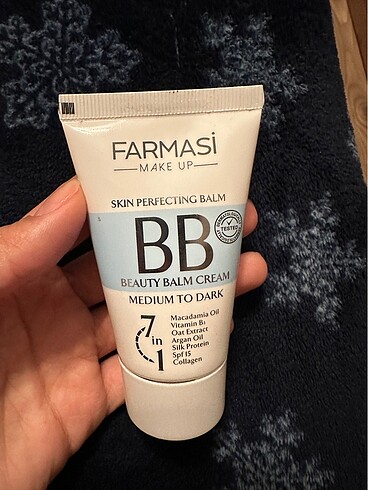 FARMASİ
MAKE UP
SKIN PERFECTING BALM
BB
TESTED
BEAUTY BALM CREAM
MEDIUM TO DARK
7 in 1
Macadamia Oil
Vitamin B₅
Oat Extract
Argan Oil
Silk Protein
Spf 15
Collagen